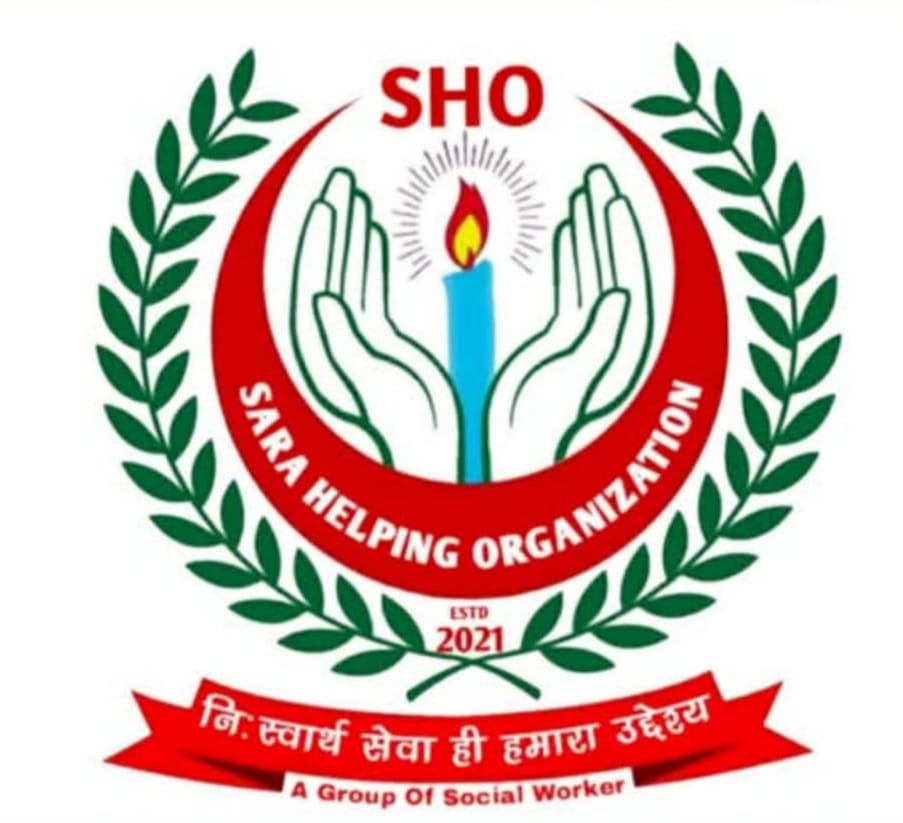 SHO
SARA HELPING ORGANIZATION
ESTD
2021
नि: स्वार्थ सेवा ही हमारा उद्देश्य
A Group Of Social Worker